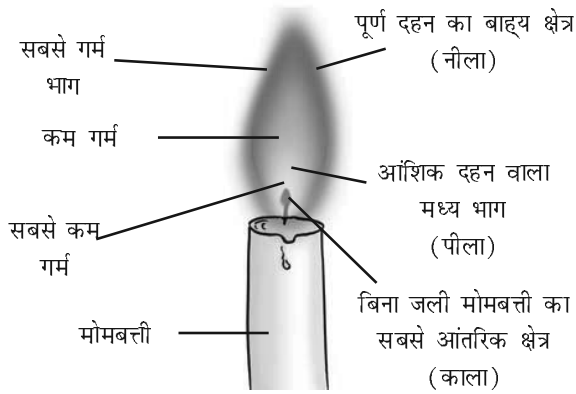 सबसे गर्म
भाग
कम गर्म
सबसे कम
गर्म
मोमबत्ती
पूर्ण दहन का बाह्य क्षेत्र
(नीला)
आंशिक दहन वाला
मध्य भाग
(पीला)
बिना जली मोमबत्ती का
सबसे आंतरिक क्षेत्र
(काला)